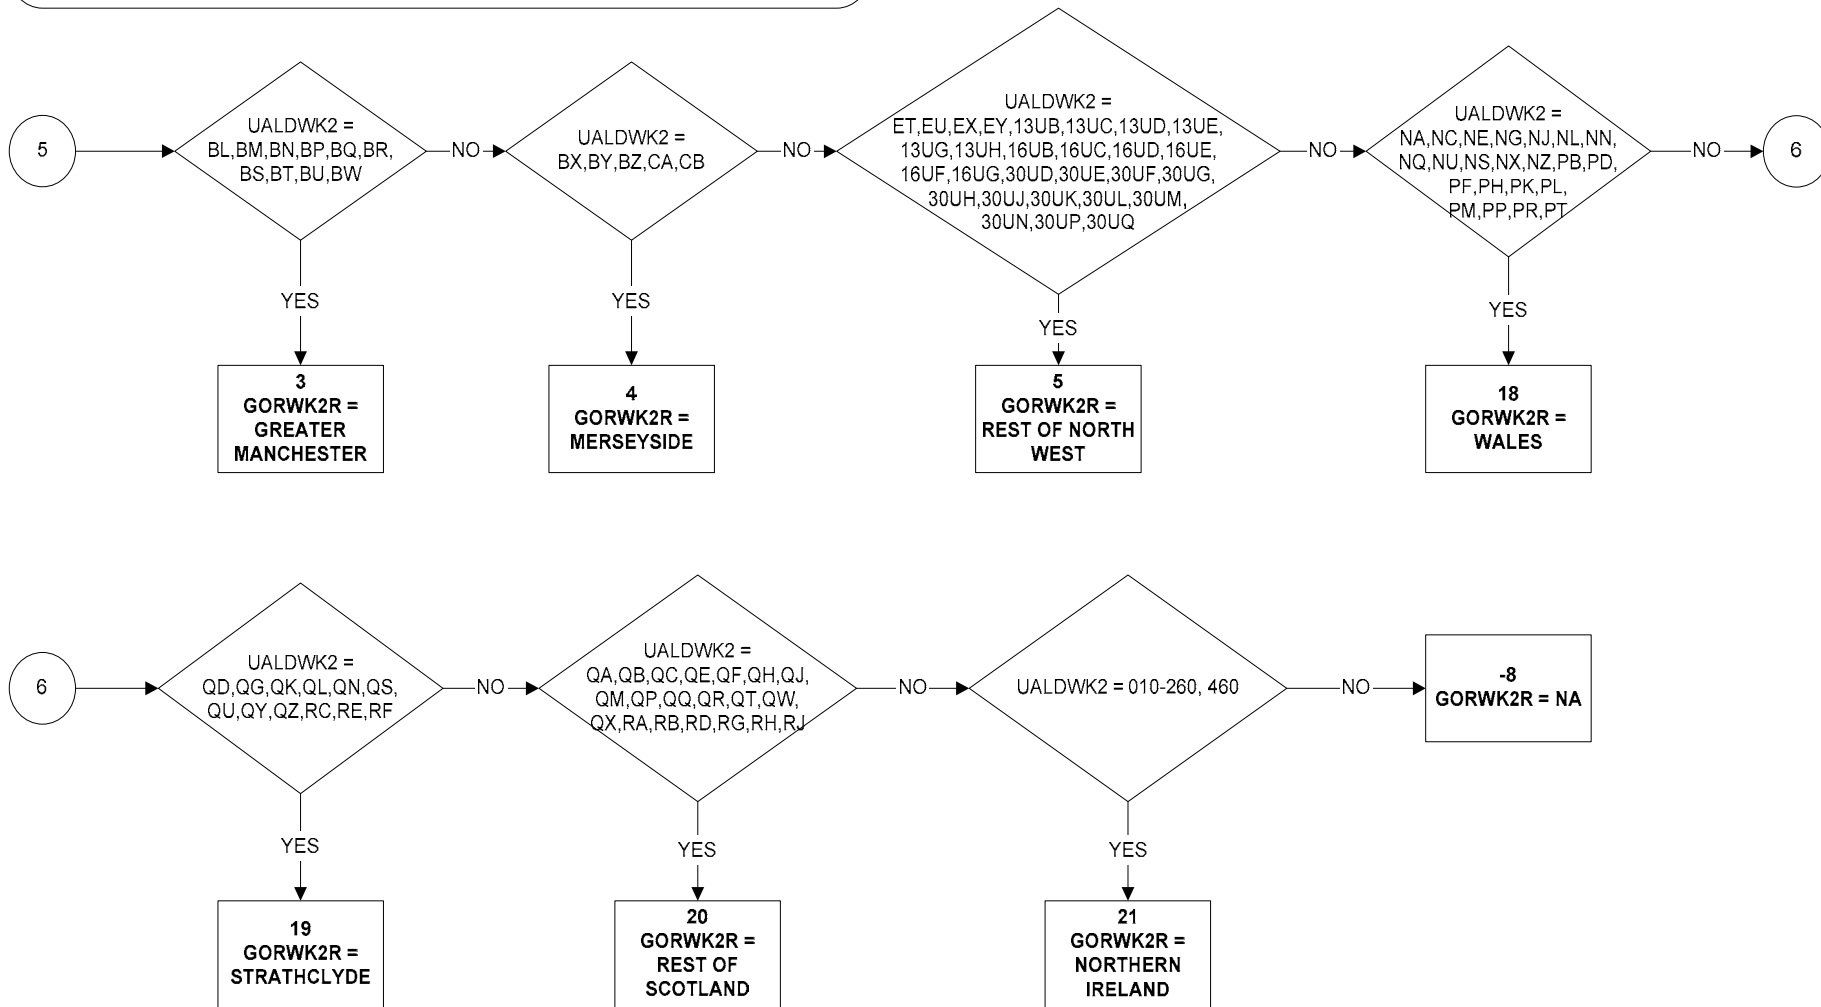 5
UALDWK2 =
BL,BM,BN,BP,BQ,BR,
BS,BT,BU,BW
NO
UALDWK2 =
BX,BY,BZ,CA,CB
NO
UALDWK2 =
ET,EU,EX,EY,13UB,13UC,13UD,13UE,
13UG,13UH,16UB,16UC,16UD,16UE,
16UF,16UG,30UD,30UE,30UF,30UG,
30UH,30UJ,30UK,30UL,30UM,
30UN,30UP,30UQ
NO
UALDWK2 =
NA,NC,NE,NG,NJ,NL,NN,
NQ,NU,NS,NX,NZ,PB,PD,
PF,PH,PK,PL,
PM,PP,PR,PT
NO
6
YES
YES
YES
YES
3
GORWK2R =
GREATER
MANCHESTER
4
GORWK2R =
MERSEYSIDE
5
GORWK2R =
REST OF NORTH
WEST
18
GORWK2R =
WALES
6
UALDWK2 =
QD,QG,QK,QL,QN,QS,
QU,QY,QZ,RC,RE,RF
NO
UALDWK2 =
QA,QB,QC,QE,QF,QH,QJ,
QM,QP,QQ,QR,QT,QW,
QX,RA,RB,RD,RG,RH,RJ
NO
UALDWK2 = 010-260, 460
NO
-8
GORWK2R = NA
YES
YES
YES
19
GORWK2R =
STRATHCLYDE
20
GORWK2R =
REST OF
SCOTLAND
21
GORWK2R =
NORTHERN
IRELAND